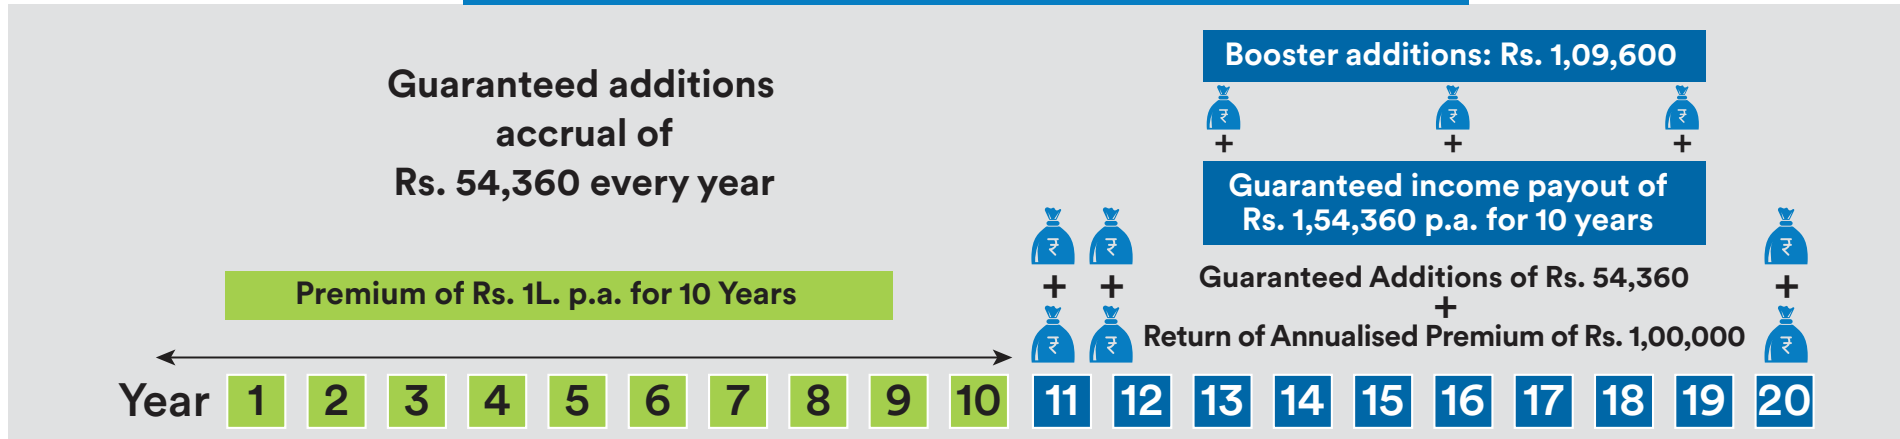 Guaranteed additions
accrual of
Rs. 54,360 every year
Premium of Rs. 1L. p.a. for 10 Years
Booster additions: Rs. 1,09,600
₹ ₹ ₹
+ + +
Guaranteed income payout of
Rs. 1,54,360 p.a. for 10 years
₹ ₹ ₹
+ + +
Guaranteed Additions of Rs. 54,360
+
Return of Annualised Premium of Rs. 1,00,000
₹ ₹ ₹
Year 1 2 3 4 5 6 7 8 9 10 11 12 13 14 15 16 17 18 19 20